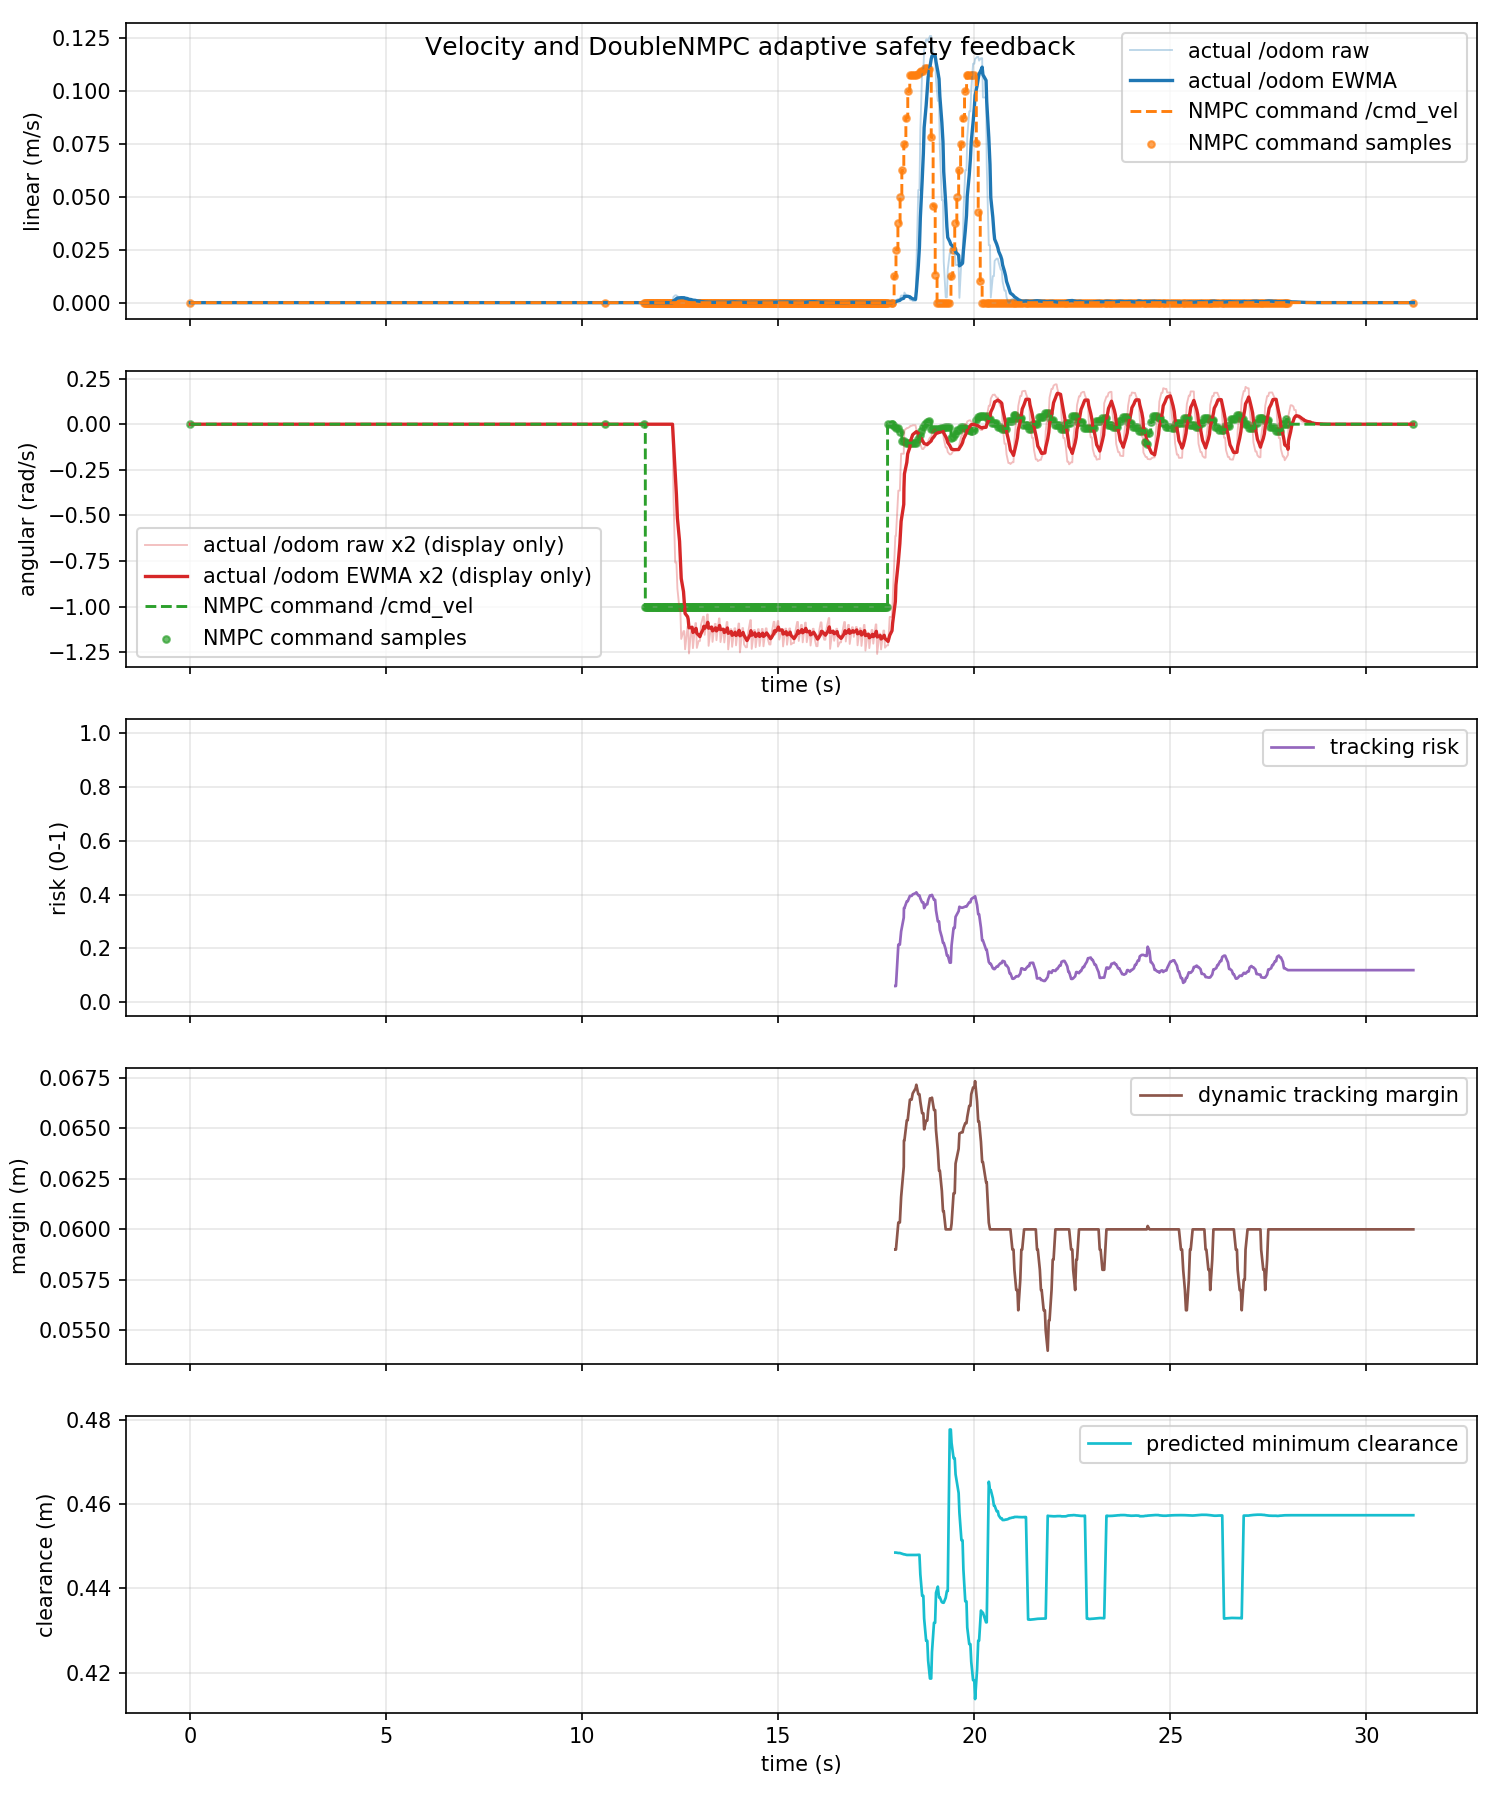 Velocity and DoubleNMPC adaptive safety feedback
linear (m/s)
0.125
0.100
0.075
0.050
0.025
0.000
actual /odom raw
actual /odom EWMA
NMPC command /cmd_vel
NMPC command samples
angular (rad/s)
0.25
0.00
−0.25
−0.50
−0.75
−1.00
−1.25
actual /odom raw x2 (display only)
actual /odom EWMA x2 (display only)
NMPC command /cmd_vel
NMPC command samples
time (s)
risk (0-1)
1.0
0.8
0.6
0.4
0.2
0.0
tracking risk
margin (m)
0.0675
0.0650
0.0625
0.0600
0.0575
0.0550
dynamic tracking margin
clearance (m)
0.48
0.46
0.44
0.42
predicted minimum clearance
0 5 10 15 20 25 30
time (s)